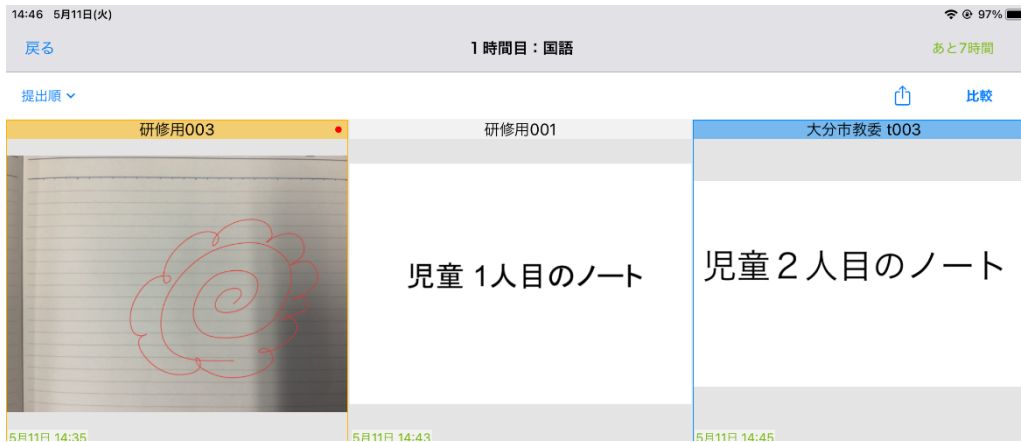 14:46 5月11日(火) 97%
戻る 1時間目：国語 あと7時間
提出順 比較
研修用003 研修用001 大分市教委 t003
児童 1人目のノート 児童２人目のノート
5月11日 14:35 5月11日 14:43 5月11日 14:45